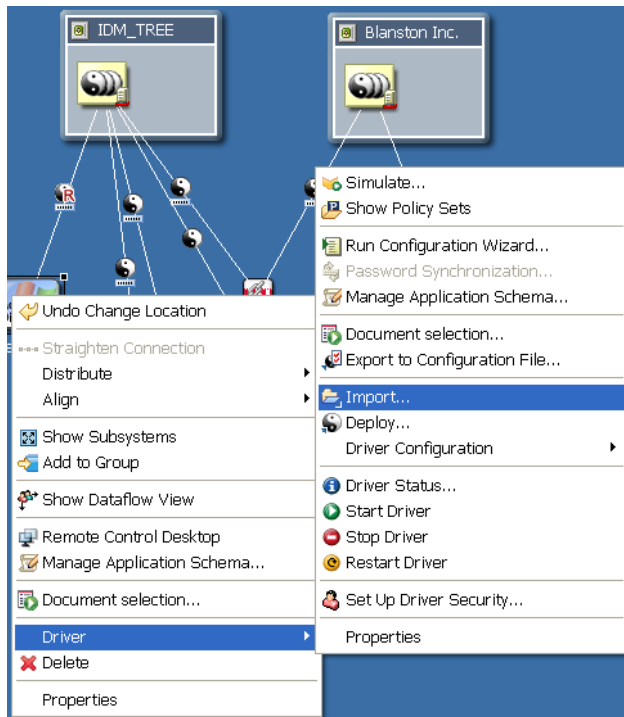 IDM_TREE
Blanston Inc.
R
Simulate...
Show Policy Sets
Run Configuration Wizard...
Password Synchronization...
Manage Application Schema...
Document selection...
Export to Configuration File...
Import...
Deploy...
Driver Configuration
Driver Status...
Start Driver
Stop Driver
Restart Driver
Set Up Driver Security...
Properties
Undo Change Location
Straighten Connection
Distribute
Align
Show Subsystems
Add to Group
Show Dataflow View
Remote Control Desktop
Manage Application Schema...
Document selection...
Driver
Delete
Properties